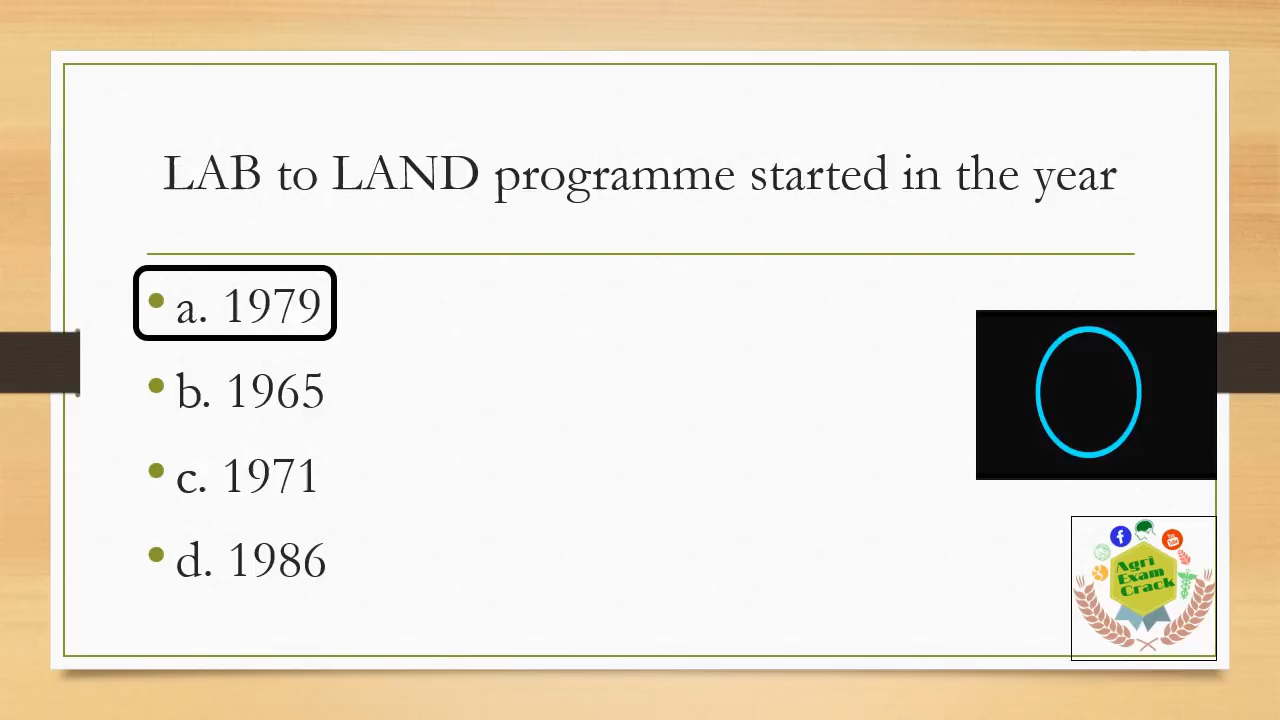 LAB to LAND programme started in the year
• a. 1979
• b. 1965
• c. 1971
• d. 1986
Agri
Exam
Crack